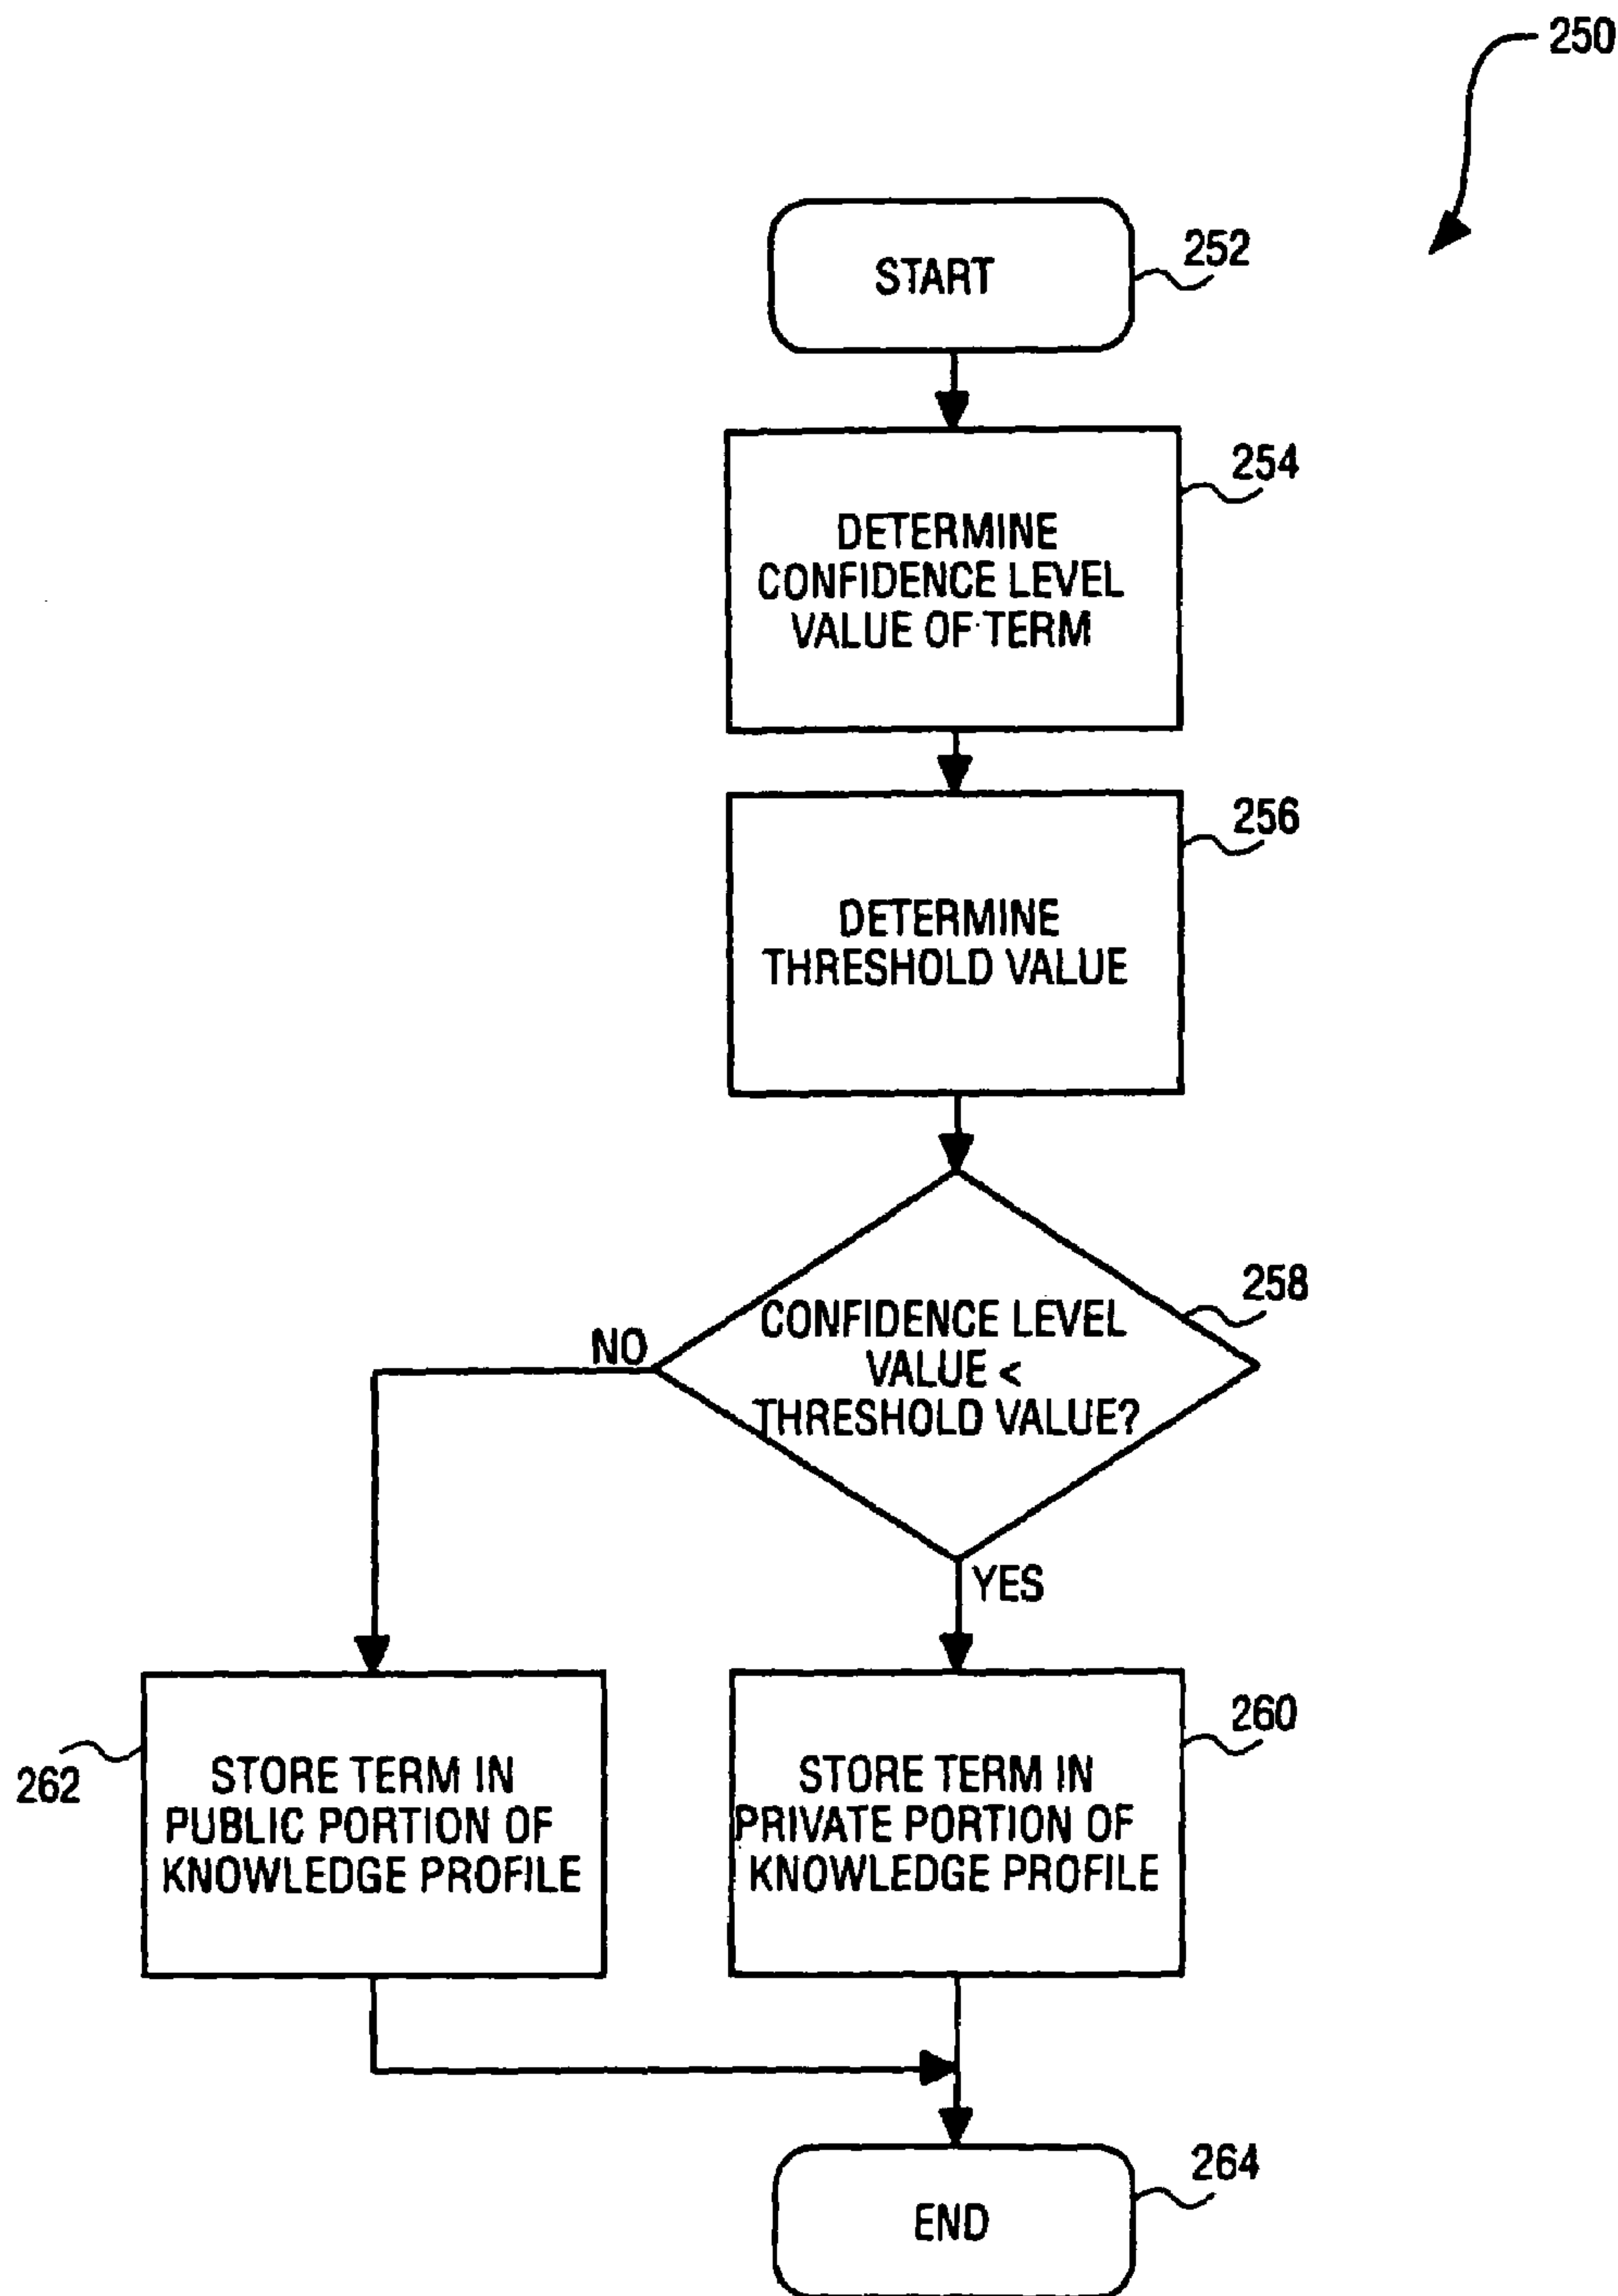 250
START
252
DETERMINE
CONFIDENCE LEVEL
VALUE OF TERM
254
DETERMINE
THRESHOLD VALUE
256
CONFIDENCE LEVEL
VALUE <
THRESHOLD VALUE?
258
NO
YES
STORE TERM IN
PUBLIC PORTION OF
KNOWLEDGE PROFILE
262
STORE TERM IN
PRIVATE PORTION OF
KNOWLEDGE PROFILE
260
END
264